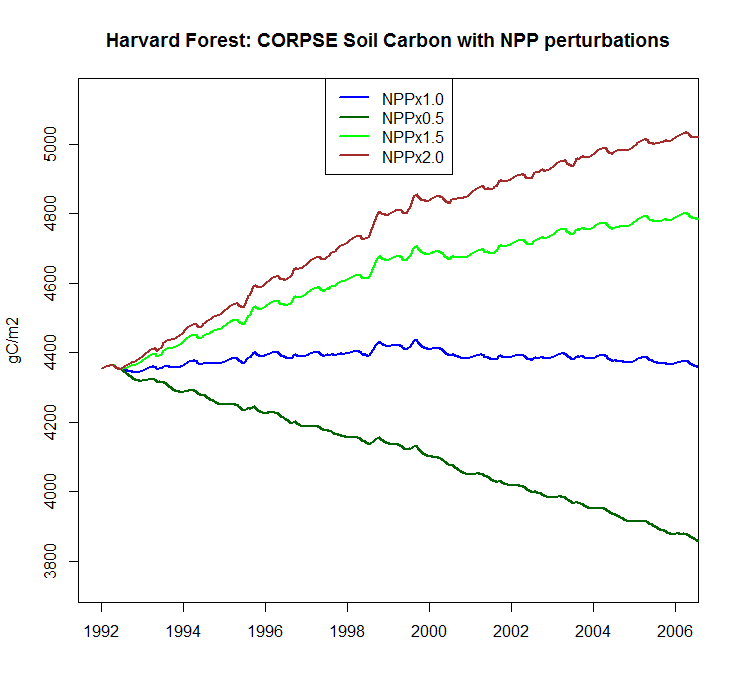 Harvard Forest: CORPSE Soil Carbon with NPP perturbations
NPPx1.0
NPPx0.5
NPPx1.5
NPPx2.0
gC/m2
5000
4800
4600
4400
4200
4000
3800
1992 1994 1996 1998 2000 2002 2004 2006